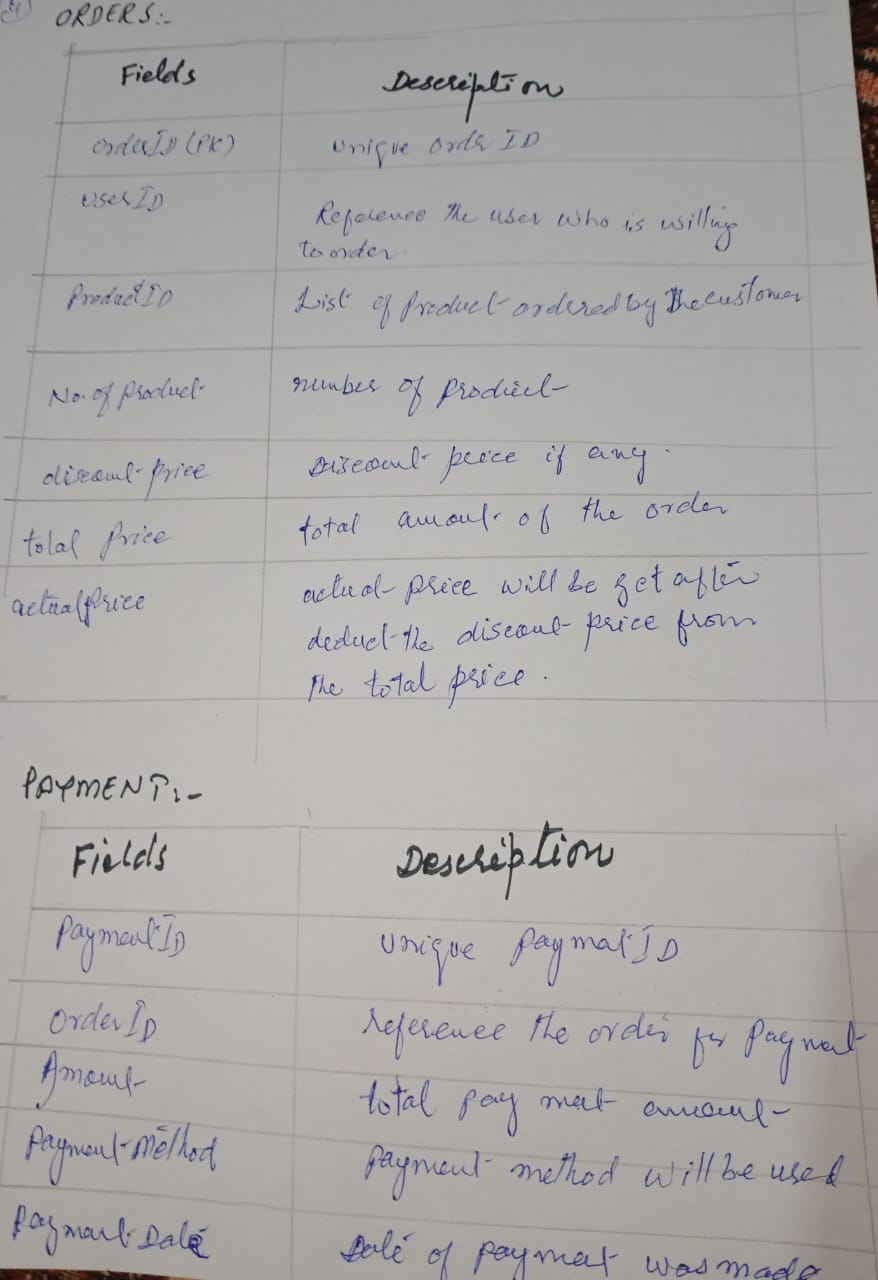 ORDERS:-
Fields Description
OrderID (PK) Unique Order ID
UserID
Reference the user who is willing
to order.
ProductID List of Product ordered by the customer
No. of product number of product
discount price Discount price if any.
total price total amount of the order
actual price actual price will be get after
deduct the discount price from
the total price.
PAYMENT:-
Fields Description
PaymentID Unique Payment ID
OrderID reference the order for Payment
Amount total payment amount
Payment Method Payment method will be used
Payment Date Date of payment was made